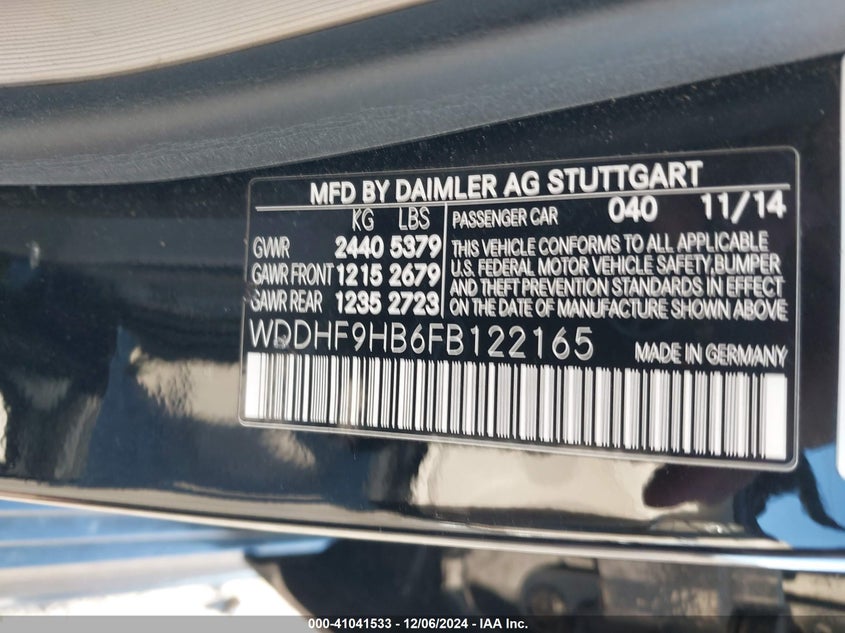 MFD BY DAIMLER AG STUTTGART
KG LBS
GVWR 2440 5379
GAWR FRONT 1215 2679
GAWR REAR 1235 2723
PASSENGER CAR 040 11/14
THIS VEHICLE CONFORMS TO ALL APPLICABLE
U.S. FEDERAL MOTOR VEHICLE SAFETY,BUMPER
AND THEFT PREVENTION STANDARDS IN EFFECT
ON THE DATE OF MANUFACTURE SHOWN ABOVE
WDDHF9HB6FB122165 MADE IN GERMANY
000-41041533 - 12/06/2024 - IAA Inc.